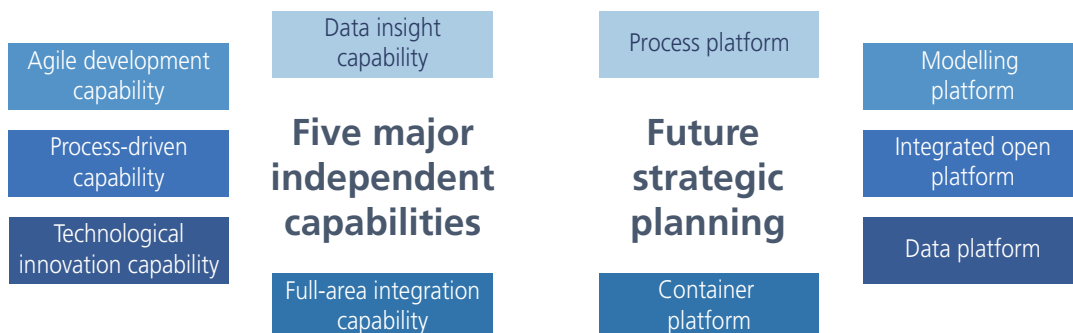 Data insight
capability
Agile development
capability
Process-driven
capability
Technological
innovation capability
Five major
independent
capabilities
Full-area integration
capability
Process platform
Future
strategic
planning
Container
platform
Modelling
platform
Integrated open
platform
Data platform